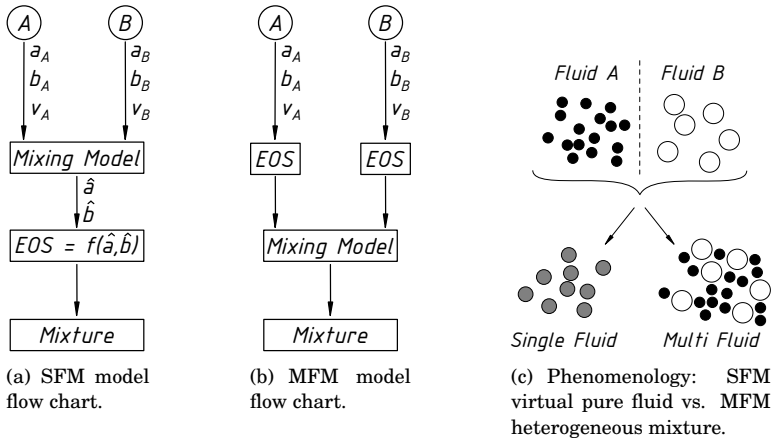 A
B
a_A
a_B
b_A
b_B
v_A
v_B
Mixing Model
â
b̂
EOS = f(â,b̂)
Mixture
(a) SFM model
flow chart.
A
B
a_A
a_B
b_A
b_B
v_A
v_B
EOS
EOS
Mixing Model
Mixture
(b) MFM model
flow chart.
Fluid A
Fluid B
Single Fluid
Multi Fluid
(c) Phenomenology: SFM
virtual pure fluid vs. MFM
heterogeneous mixture.